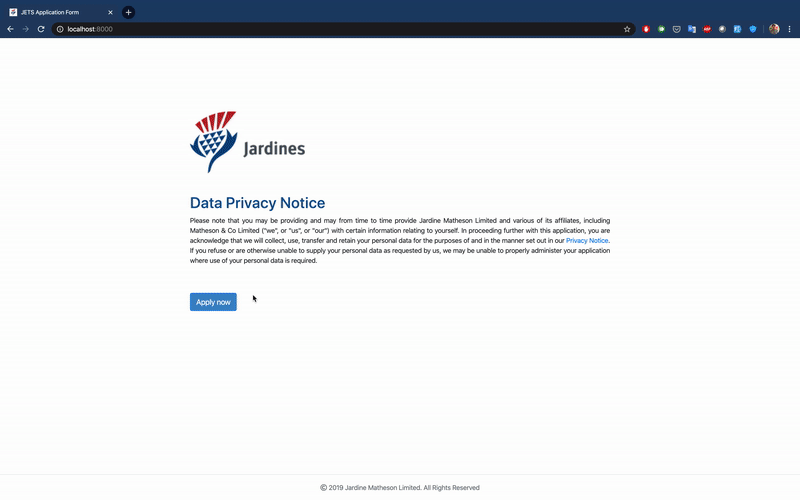 JETS Application Form
localhost:8000
Jardines
Data Privacy Notice
Please note that you may be providing and may from time to time provide Jardine Matheson Limited and various of its affiliates, including
Matheson & Co Limited ("we", or "us", or "our") with certain information relating to yourself. In proceeding further with this application, you are
acknowledge that we will collect, use, transfer and retain your personal data for the purposes of and in the manner set out in our Privacy Notice.
If you refuse or are otherwise unable to supply your personal data as requested by us, we may be unable to properly administer your application
where use of your personal data is required.
Apply now
© 2019 Jardine Matheson Limited. All Rights Reserved